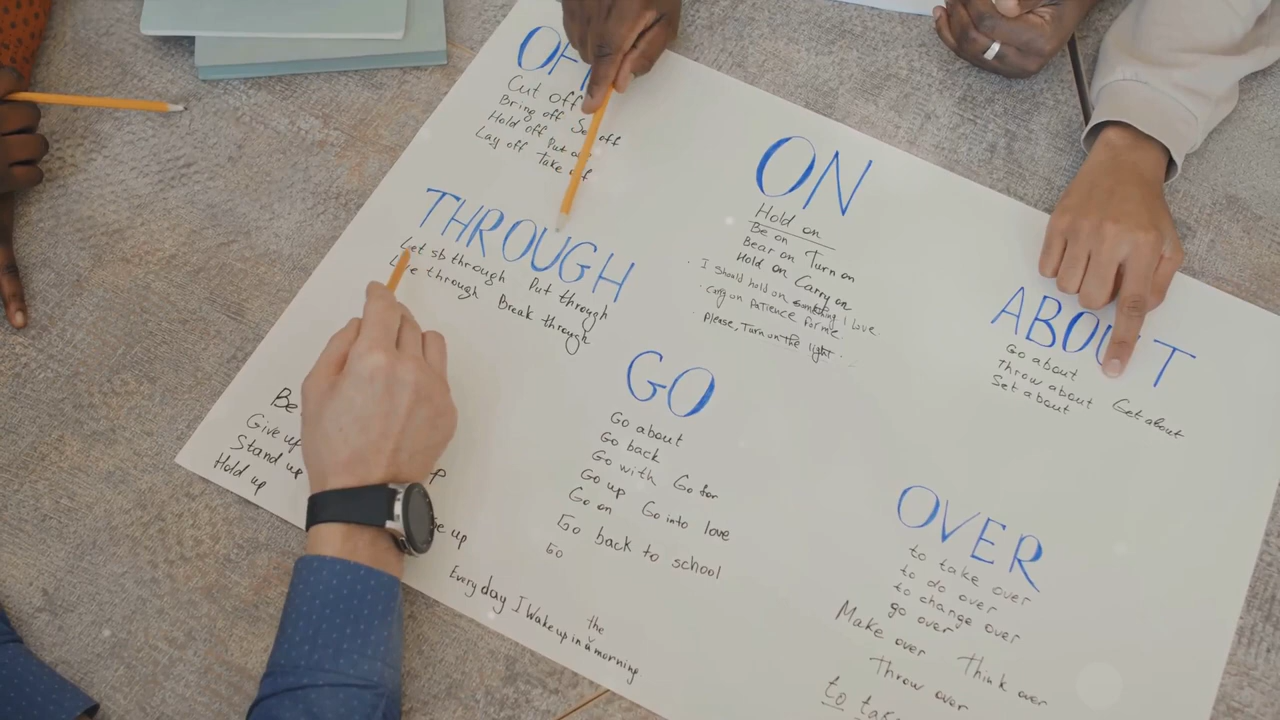 Cut off
Bring off
off
Hold off Put
Lay off Take
THROUGH
Let sb through Put through
through Break through
ON
Hold on
Be on Turn on
Bear on
Hold on Carry on
I should hold on something I love
carry on patience for me
please, Turn on the light
ABOUT
Go about
Throw about Get about
Set about
GO
Go about
Go back
Go with Go for
Go up Go into love
Go on
Go back to school
Go
Give up
Stand up
Hold up
up
Every day I Wake up in the morning
OVER
to take over
to do over
to change over
go over
Make over Think over
Throw over
to